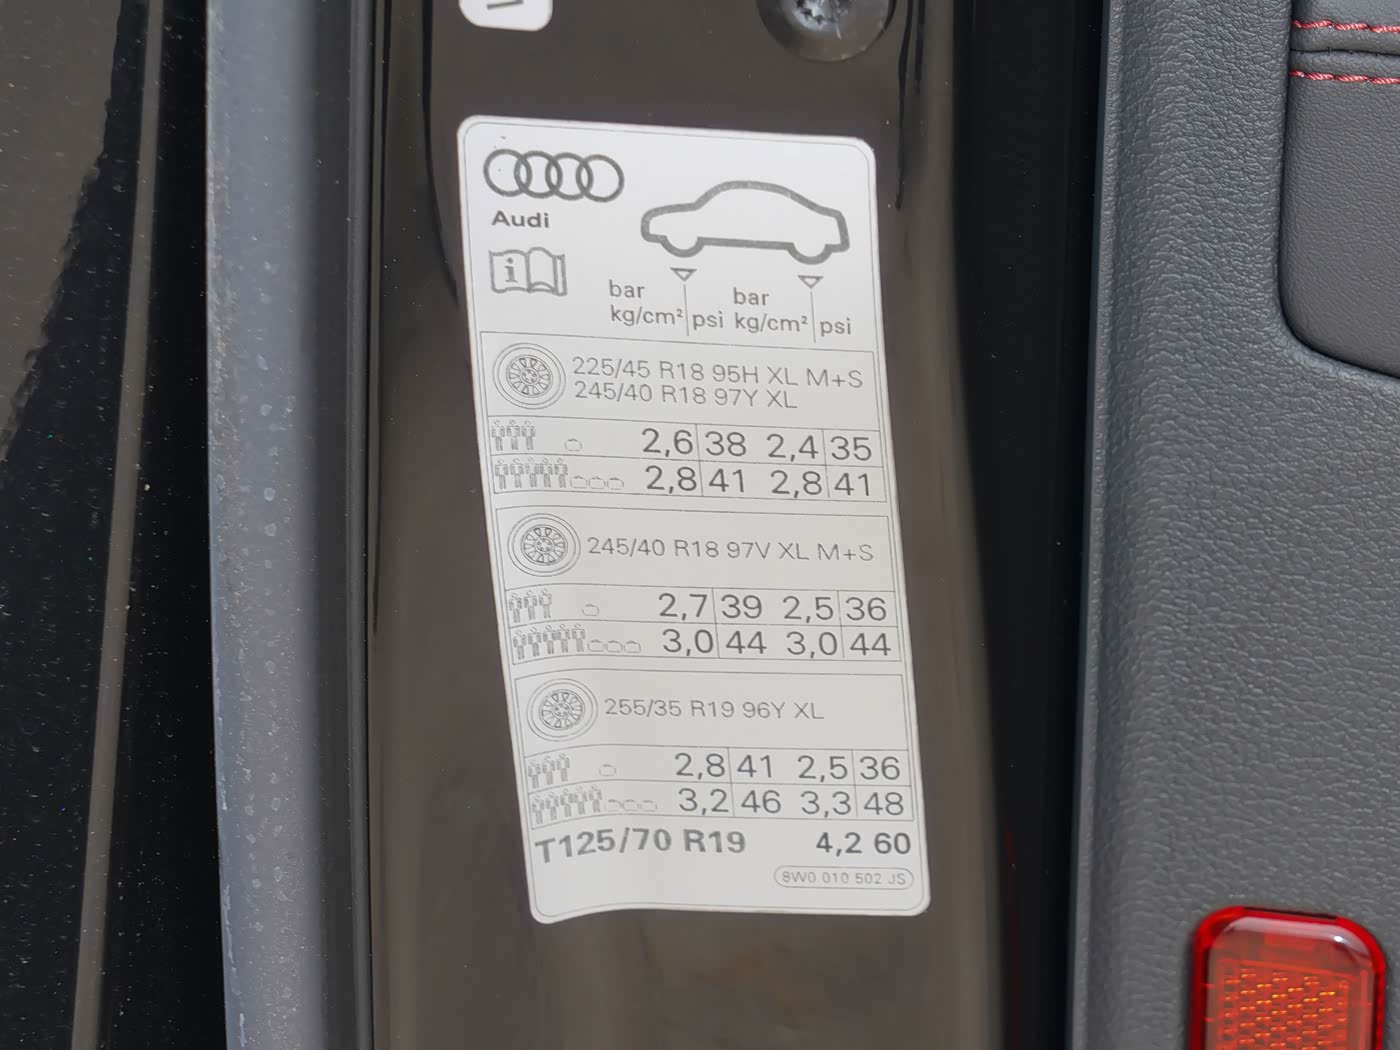 Audi
i
bar bar
kg/cm² psi kg/cm² psi
225/45 R18 95H XL M+S
245/40 R18 97Y XL
2,6 38 2,4 35
2,8 41 2,8 41
245/40 R18 97V XL M+S
2,7 39 2,5 36
3,0 44 3,0 44
255/35 R19 96Y XL
2,8 41 2,5 36
3,2 46 3,3 48
T125/70 R19 4,2 60
8W0 010 502 JS